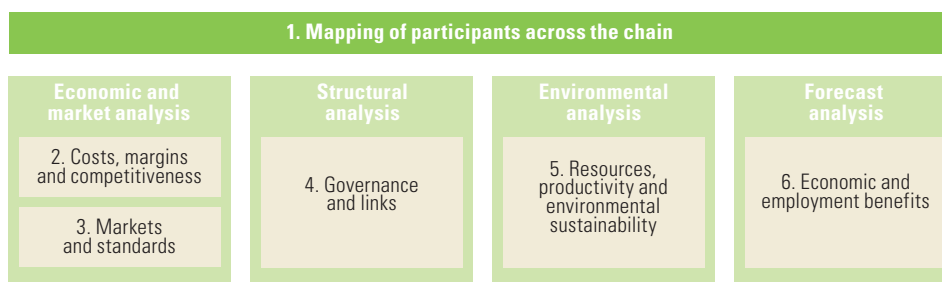 1. Mapping of participants across the chain
Economic and
market analysis
2. Costs, margins
and competitiveness
3. Markets
and standards
Structural
analysis
4. Governance
and links
Environmental
analysis
5. Resources,
productivity and
environmental
sustainability
Forecast
analysis
6. Economic and
employment benefits